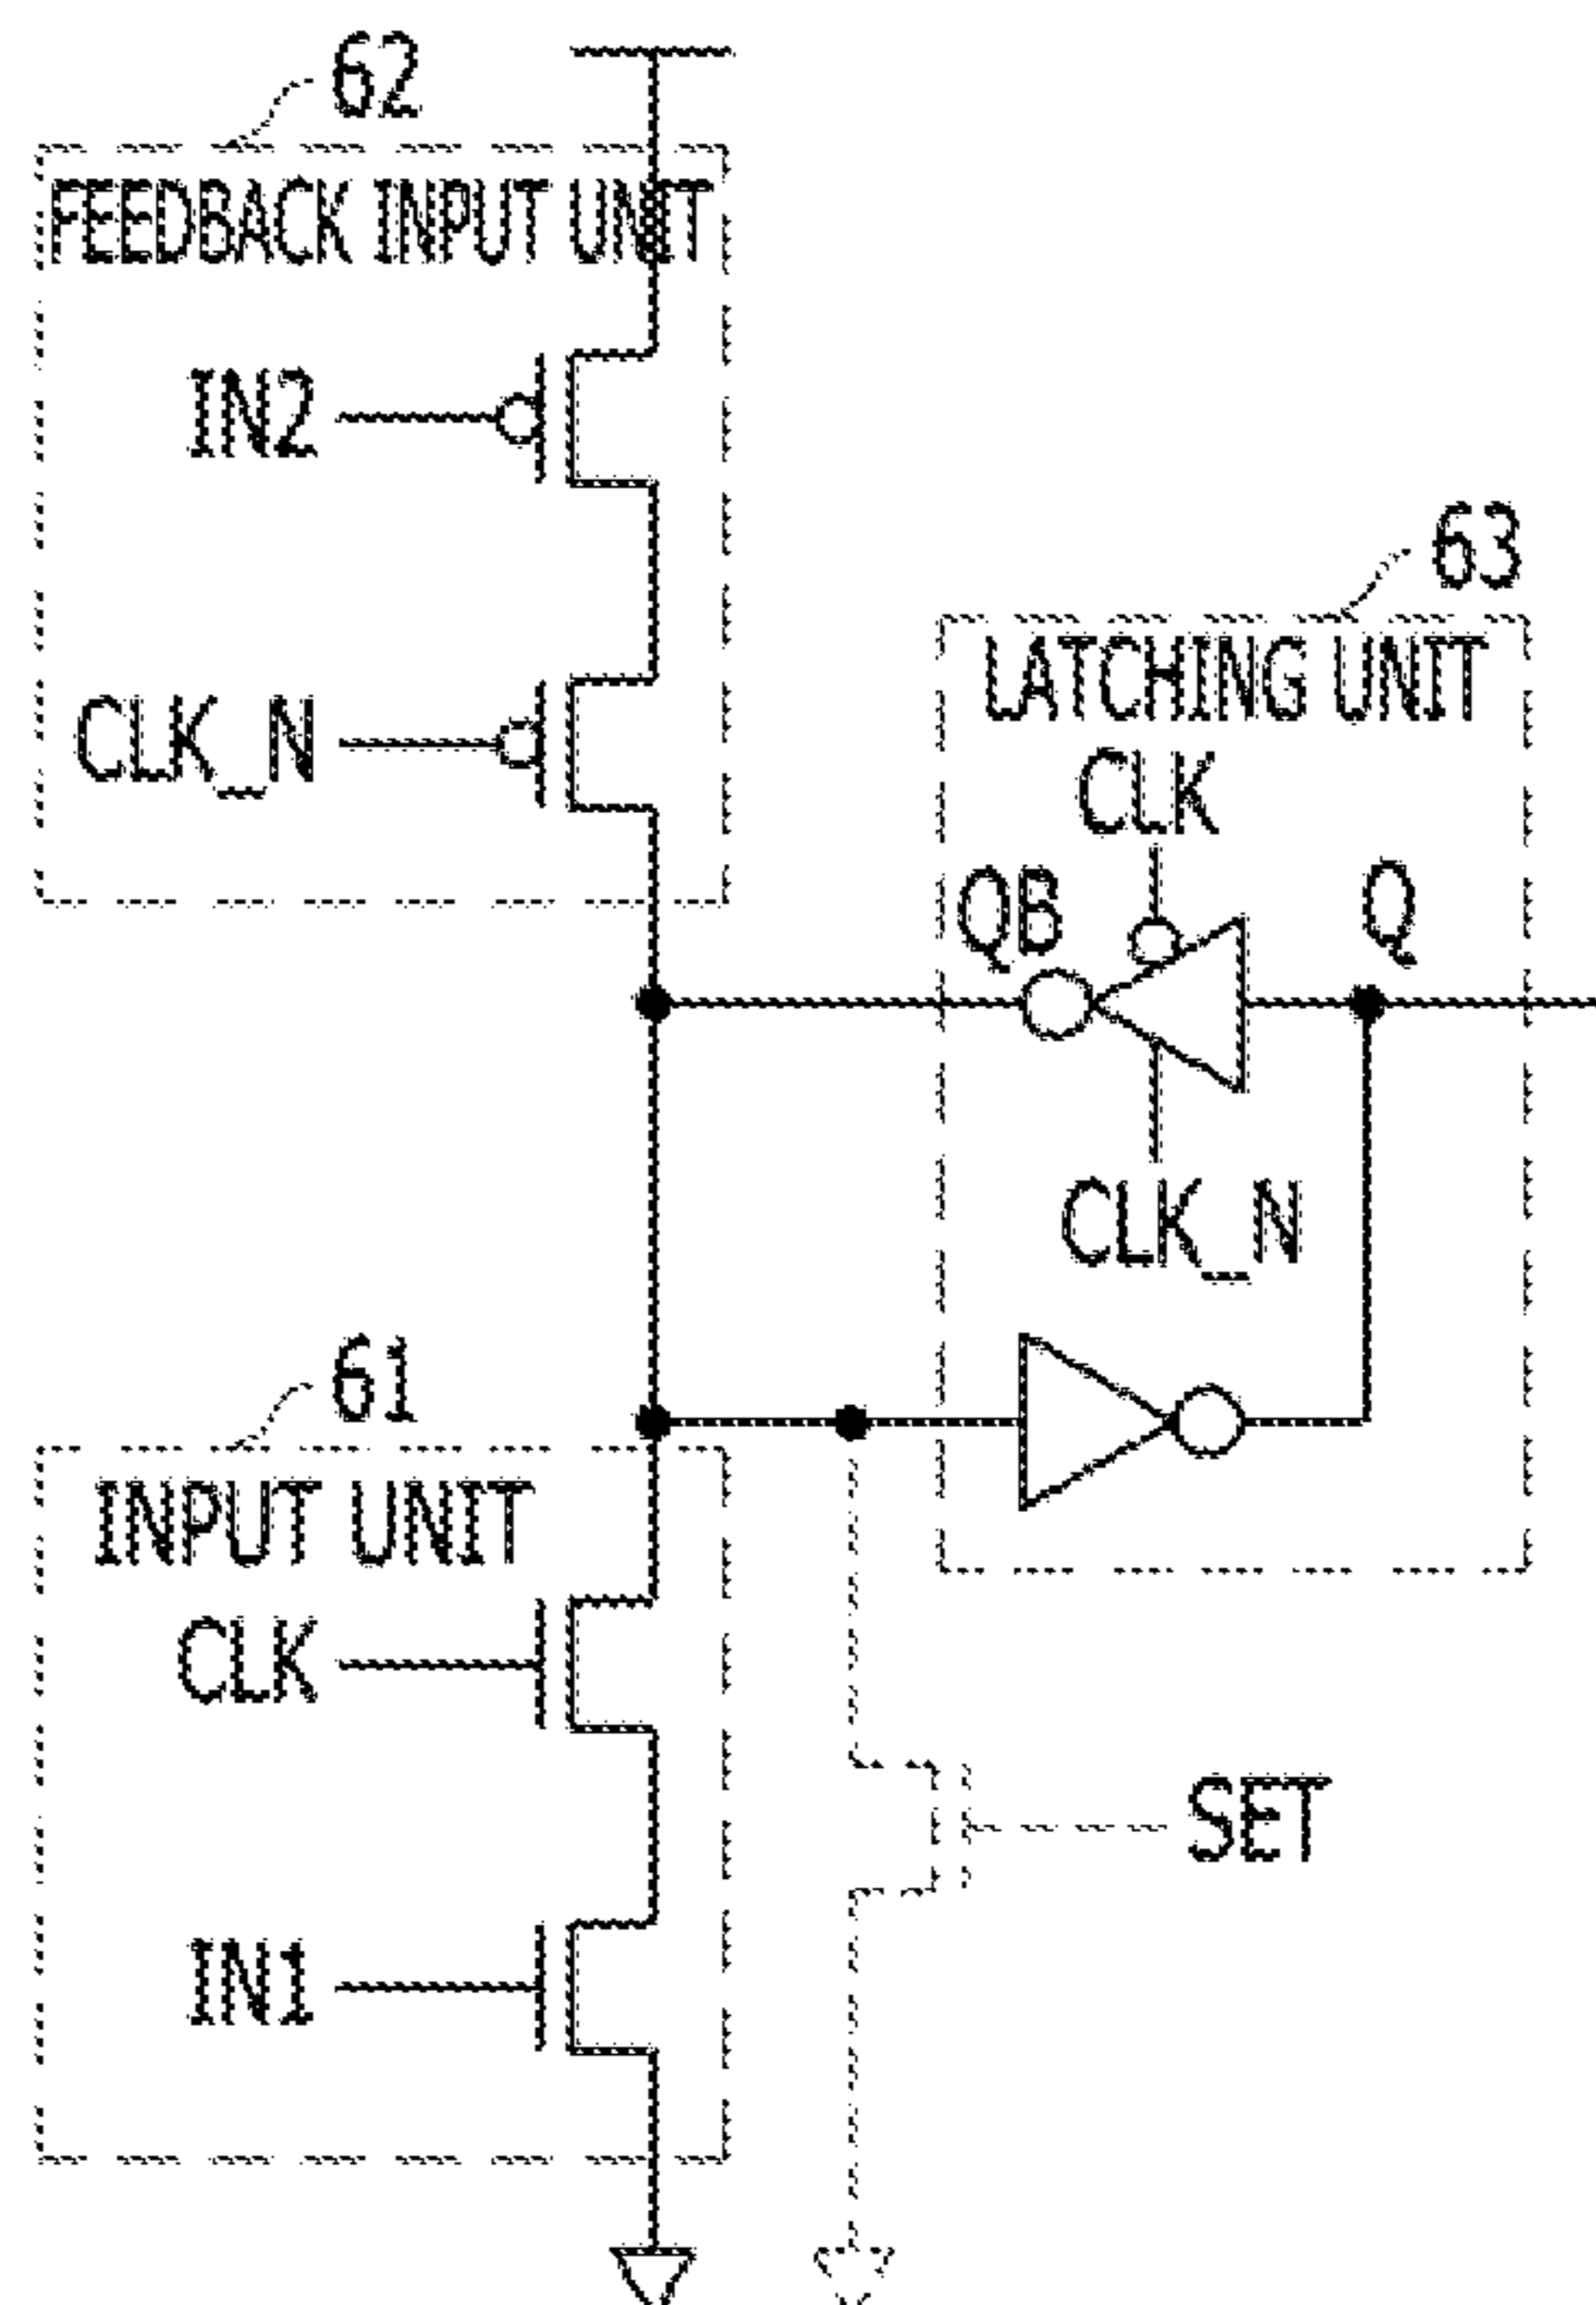 62
FEEDBACK INPUT UNIT
IN2
63
LATCHING UNIT
CLK_N
CLK
QB
Q
CLK_N
61
INPUT UNIT
CLK
SET
IN1